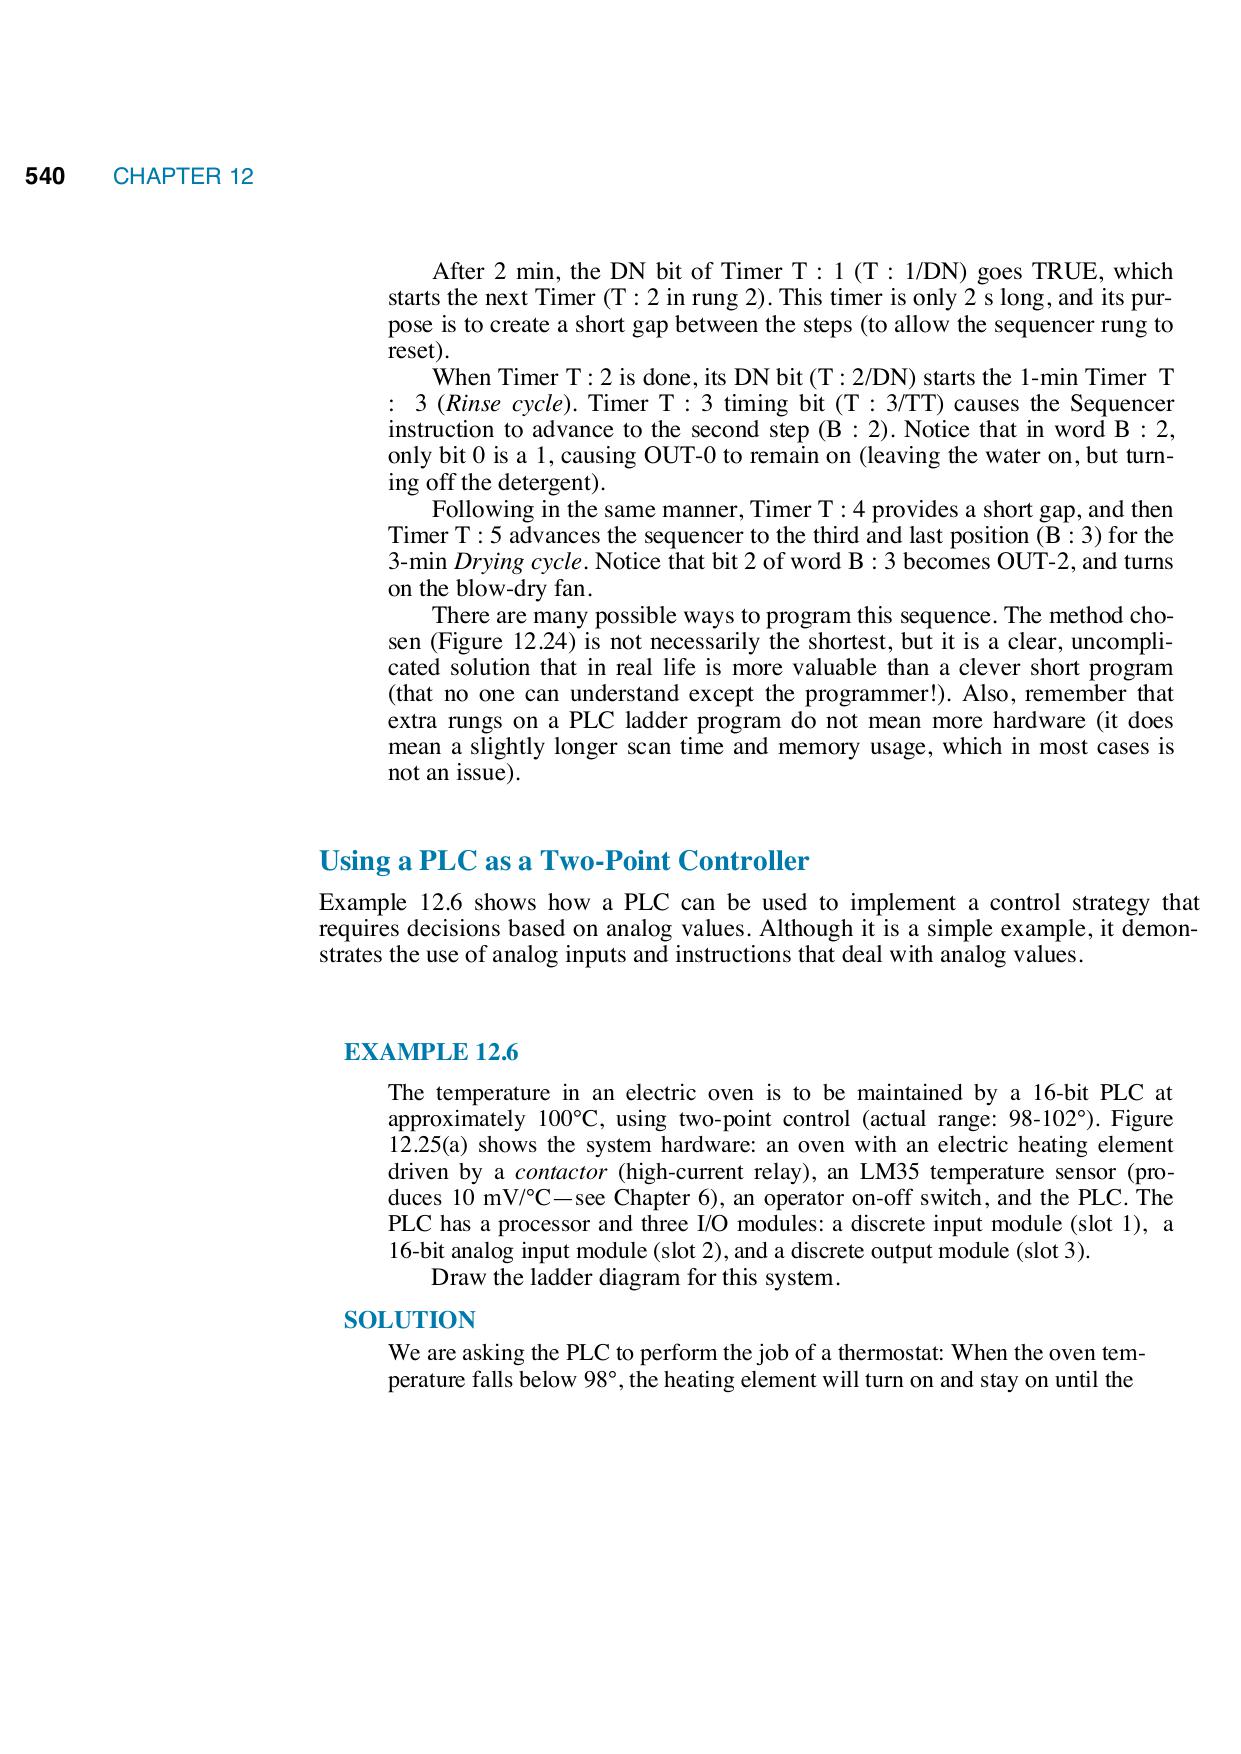 540 CHAPTER 12
After 2 min, the DN bit of Timer T : 1 (T : 1/DN) goes TRUE, which
starts the next Timer (T : 2 in rung 2). This timer is only 2 s long, and its pur-
pose is to create a short gap between the steps (to allow the sequencer rung to
reset).
When Timer T : 2 is done, its DN bit (T : 2/DN) starts the 1-min Timer T
: 3 (Rinse cycle). Timer T : 3 timing bit (T : 3/TT) causes the Sequencer
instruction to advance to the second step (B : 2). Notice that in word B : 2,
only bit 0 is a 1, causing OUT-0 to remain on (leaving the water on, but turn-
ing off the detergent).
Following in the same manner, Timer T : 4 provides a short gap, and then
Timer T : 5 advances the sequencer to the third and last position (B : 3) for the
3-min Drying cycle. Notice that bit 2 of word B : 3 becomes OUT-2, and turns
on the blow-dry fan.
There are many possible ways to program this sequence. The method cho-
sen (Figure 12.24) is not necessarily the shortest, but it is a clear, uncompli-
cated solution that in real life is more valuable than a clever short program
(that no one can understand except the programmer!). Also, remember that
extra rungs on a PLC ladder program do not mean more hardware (it does
mean a slightly longer scan time and memory usage, which in most cases is
not an issue).
Using a PLC as a Two-Point Controller
Example 12.6 shows how a PLC can be used to implement a control strategy that
requires decisions based on analog values. Although it is a simple example, it demon-
strates the use of analog inputs and instructions that deal with analog values.
EXAMPLE 12.6
The temperature in an electric oven is to be maintained by a 16-bit PLC at
approximately 100°C, using two-point control (actual range: 98-102°). Figure
12.25(a) shows the system hardware: an oven with an electric heating element
driven by a contactor (high-current relay), an LM35 temperature sensor (pro-
duces 10 mV/°C—see Chapter 6), an operator on-off switch, and the PLC. The
PLC has a processor and three I/O modules: a discrete input module (slot 1), a
16-bit analog input module (slot 2), and a discrete output module (slot 3).
Draw the ladder diagram for this system.
SOLUTION
We are asking the PLC to perform the job of a thermostat: When the oven tem-
perature falls below 98°, the heating element will turn on and stay on until the